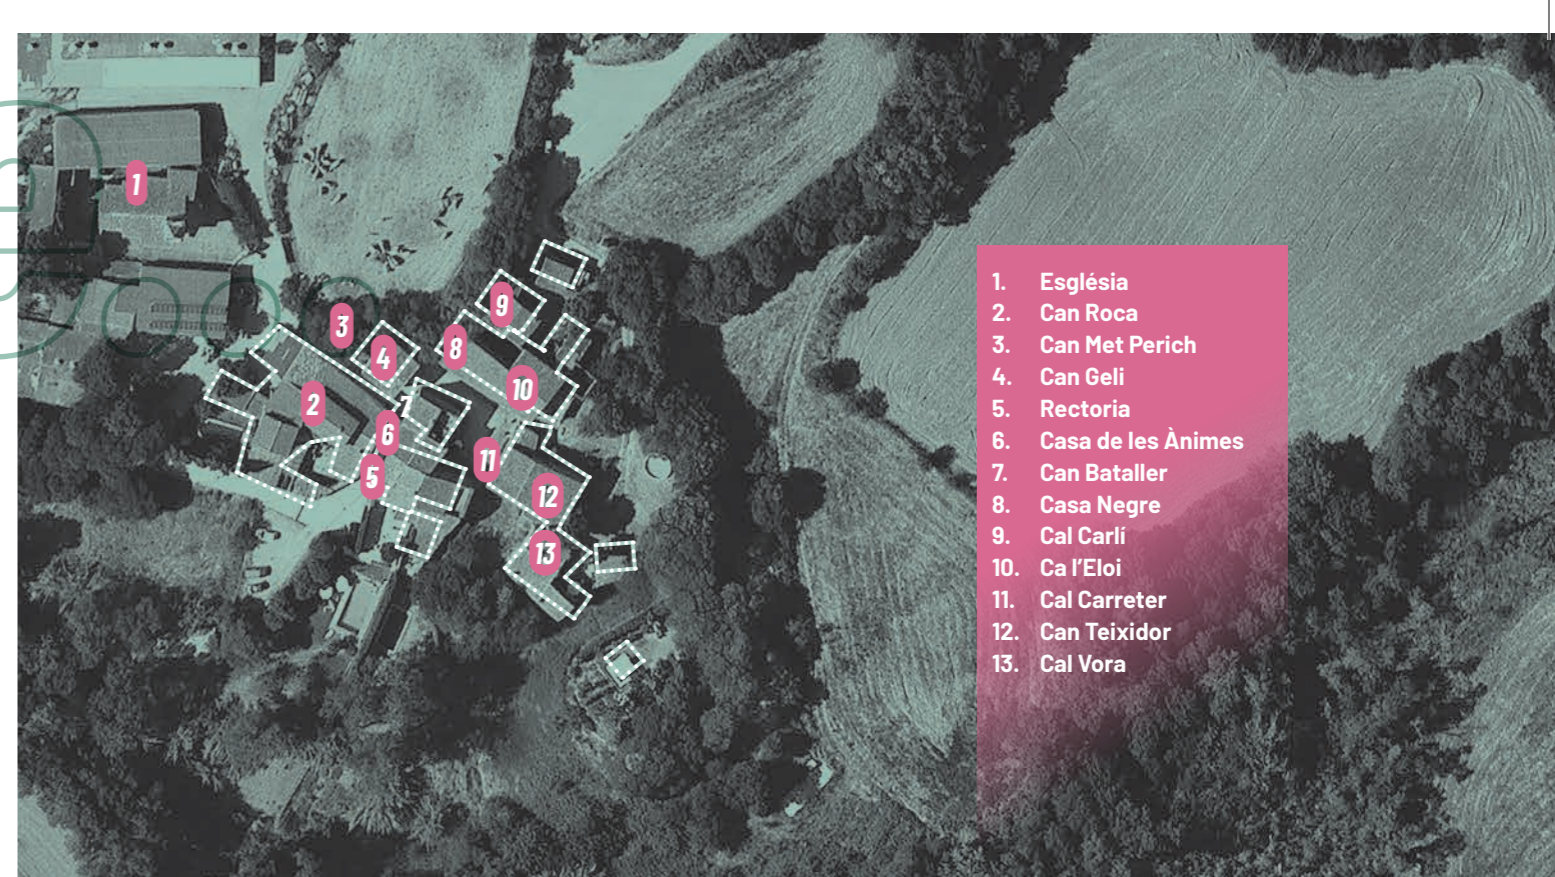 1
3
9
4
8
2
7
10
6
5
11
12
13
1. Església
2. Can Roca
3. Can Met Perich
4. Can Geli
5. Rectoria
6. Casa de les Ànimes
7. Can Bataller
8. Casa Negre
9. Cal Carlí
10. Ca l’Eloi
11. Cal Carreter
12. Can Teixidor
13. Cal Vora